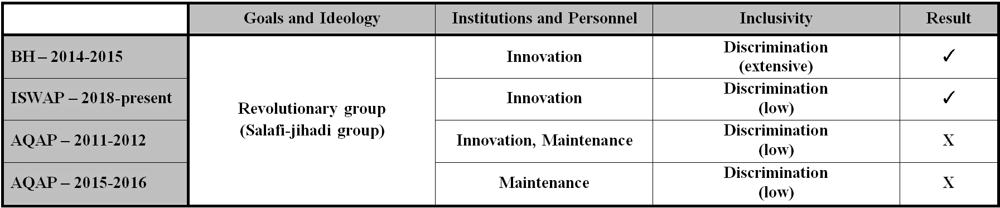 Goals and Ideology Institutions and Personnel Inclusivity Result
BH – 2014-2015 Innovation Discrimination (extensive) ✓
ISWAP – 2018-present Innovation Discrimination (low) ✓
Revolutionary group
(Salafi-jihadi group)
AQAP – 2011-2012 Innovation, Maintenance Discrimination (low) X
AQAP – 2015-2016 Maintenance Discrimination (low) X